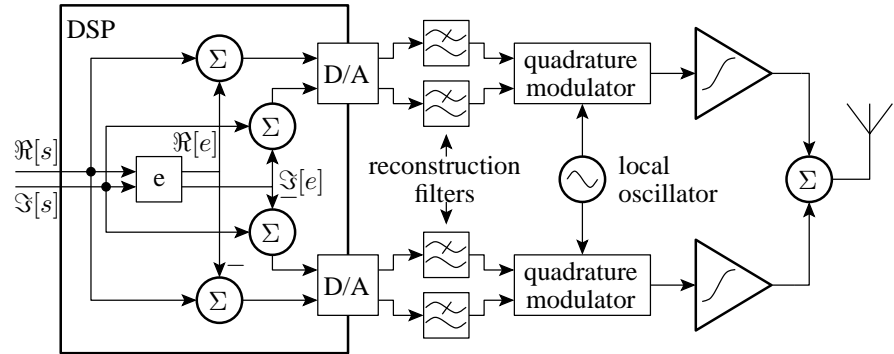 DSP
Σ
D/A
quadrature
modulator
Σ
ℜ[s]
ℑ[s]
e
ℜ[e]
ℑ[e]
−
reconstruction
filters
local
oscillator
Σ
Σ
−
Σ
D/A
quadrature
modulator